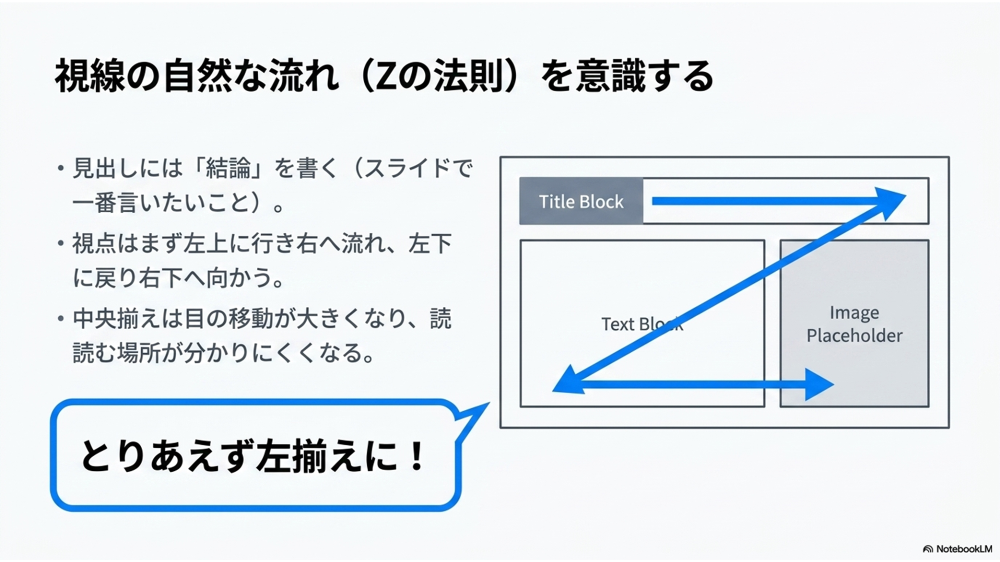 視線の自然な流れ（Zの法則）を意識する
・見出しには「結論」を書く（スライドで
一番言いたいこと）。
・視点はまず左上に行き右へ流れ、左下
に戻り右下へ向かう。
・中央揃えは目の移動が大きくなり、読
読む場所が分かりにくくなる。
とりあえず左揃えに！
Title Block
Text Block
Image
Placeholder
NotebookLM